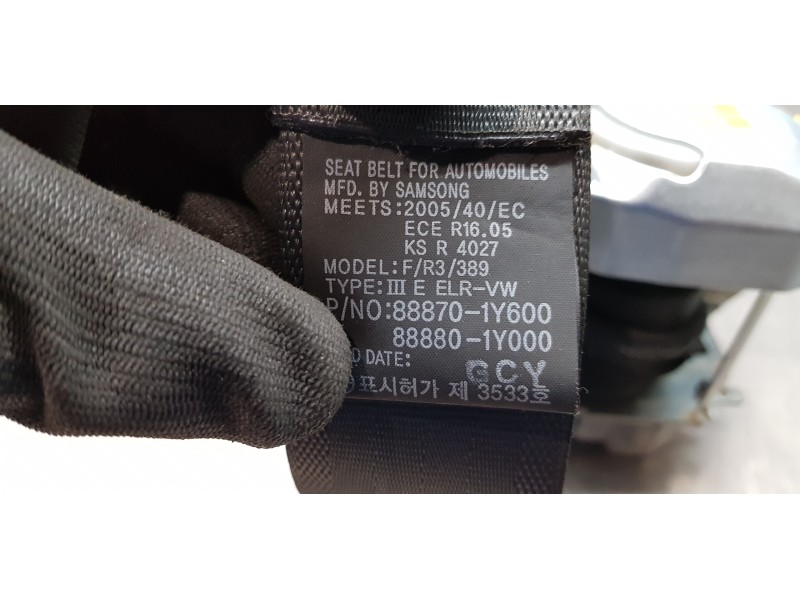 SEAT BELT FOR AUTOMOBILES
MFD. BY SAMSONG
MEETS:2005/40/EC
ECE R16.05
KS R 4027
MODEL:F/R3/389
TYPE:III E ELR-VW
P/NO:88870-1Y600
88880-1Y000
DATE: GCY
표시허가 제 3533호